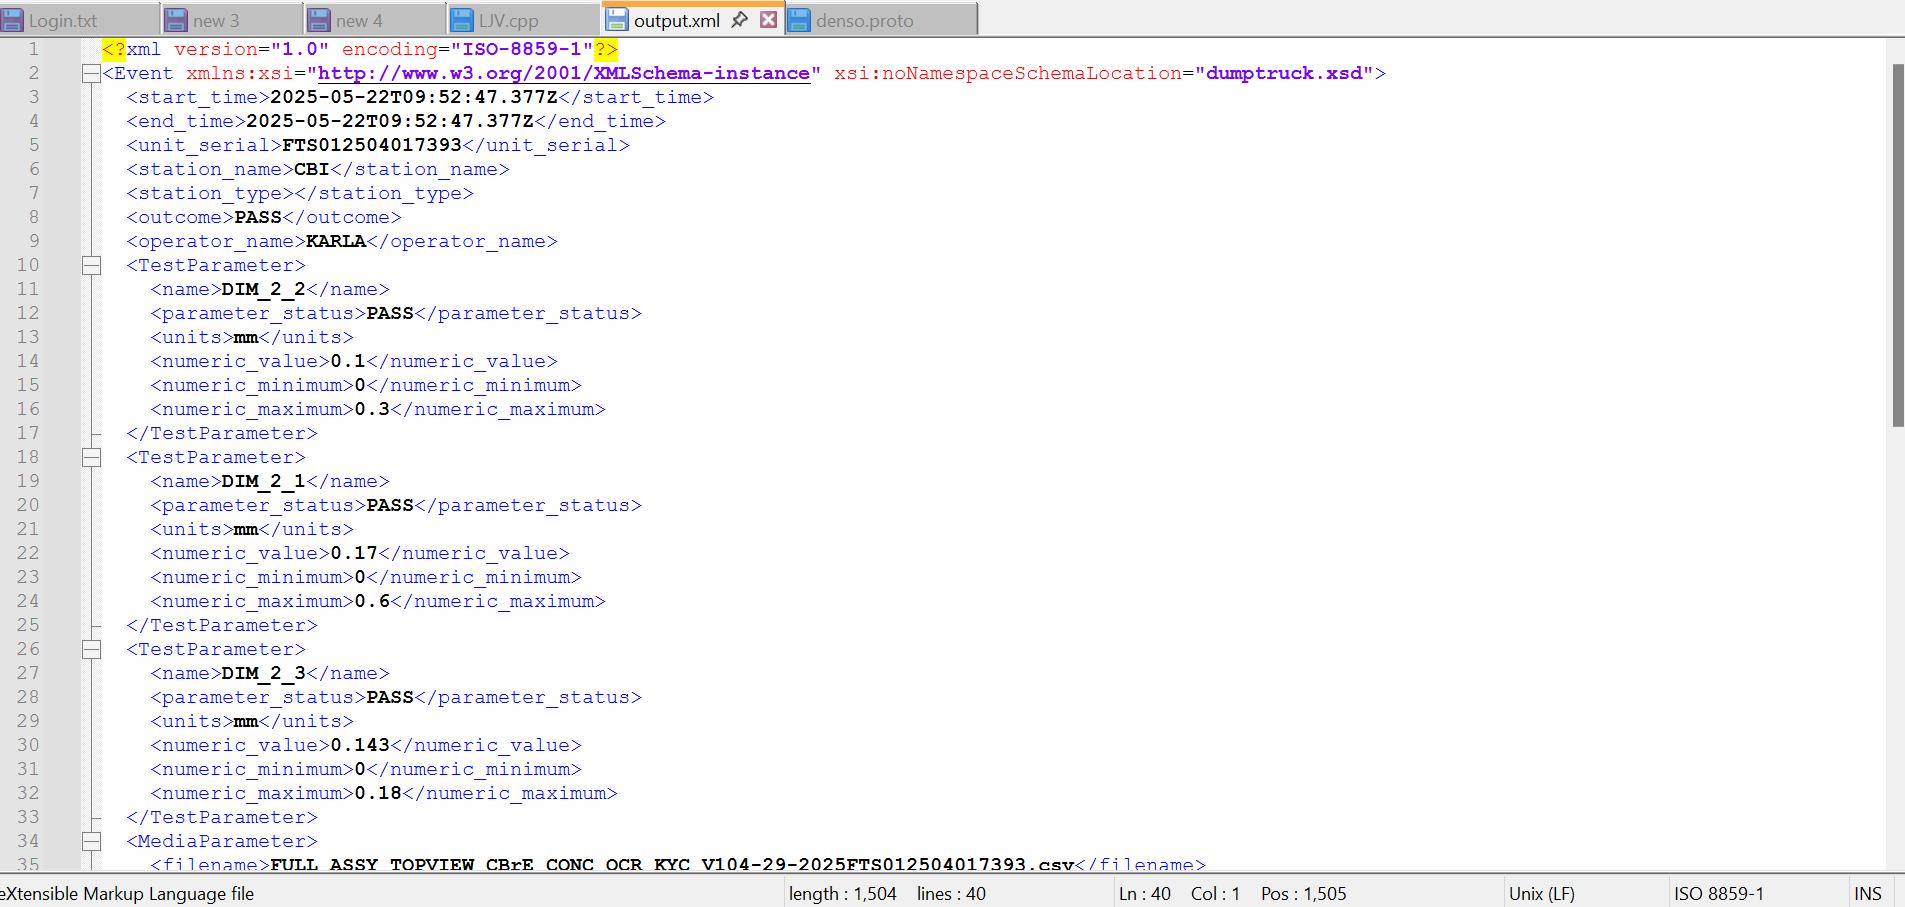 Login.txt new 3 new 4 LJV.cpp output.xml denso.proto
1 <?xml version="1.0" encoding="ISO-8859-1"?>
2 <Event xmlns:xsi="http://www.w3.org/2001/XMLSchema-instance" xsi:noNamespaceSchemaLocation="dumptruck.xsd">
3 <start_time>2025-05-22T09:52:47.377Z</start_time>
4 <end_time>2025-05-22T09:52:47.377Z</end_time>
5 <unit_serial>FTS012504017393</unit_serial>
6 <station_name>CBI</station_name>
7 <station_type></station_type>
8 <outcome>PASS</outcome>
9 <operator_name>KARLA</operator_name>
10 <TestParameter>
11 <name>DIM_2_2</name>
12 <parameter_status>PASS</parameter_status>
13 <units>mm</units>
14 <numeric_value>0.1</numeric_value>
15 <numeric_minimum>0</numeric_minimum>
16 <numeric_maximum>0.3</numeric_maximum>
17 </TestParameter>
18 <TestParameter>
19 <name>DIM_2_1</name>
20 <parameter_status>PASS</parameter_status>
21 <units>mm</units>
22 <numeric_value>0.17</numeric_value>
23 <numeric_minimum>0</numeric_minimum>
24 <numeric_maximum>0.6</numeric_maximum>
25 </TestParameter>
26 <TestParameter>
27 <name>DIM_2_3</name>
28 <parameter_status>PASS</parameter_status>
29 <units>mm</units>
30 <numeric_value>0.143</numeric_value>
31 <numeric_minimum>0</numeric_minimum>
32 <numeric_maximum>0.18</numeric_maximum>
33 </TestParameter>
34 <MediaParameter>
35 <filename>FULL_ASSY_TOPVIEW_CBrE_CONC_OCR_KYC_V104-29-2025FTS012504017393.csv</filename>
eXtensible Markup Language file length : 1,504 lines : 40 Ln : 40 Col : 1 Pos : 1,505 Unix (LF) ISO 8859-1 INS